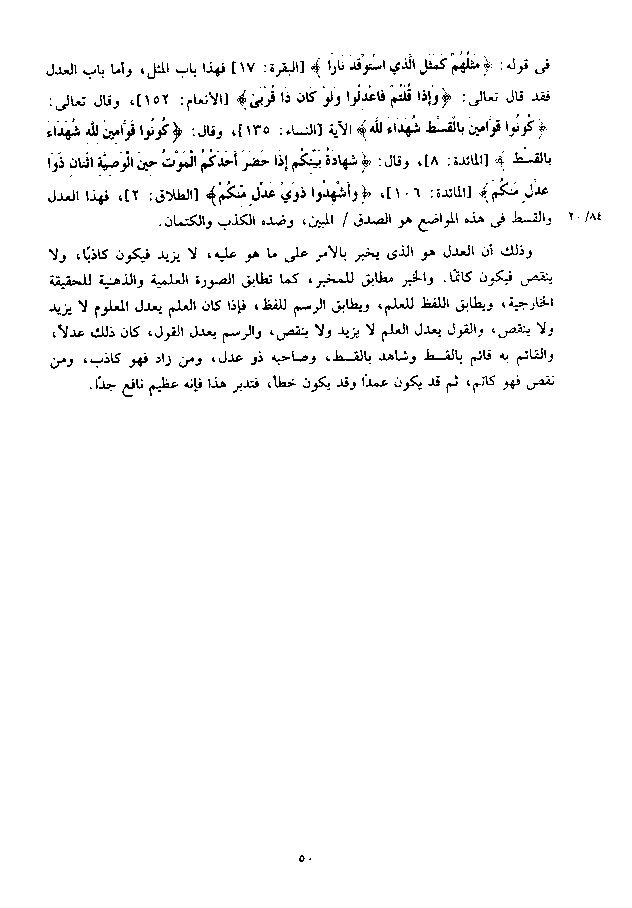 فى قوله: ﴿مَثَلُهُمْ كَمَثَلِ الَّذِي اسْتَوْقَدَ نَارًا﴾ [البقرة: ١٧] فهذا باب المثل، وأما باب العدل
فقد قال تعالى: ﴿وَإِذَا قُلْتُمْ فَاعْدِلُوا وَلَوْ كَانَ ذَا قُرْبَىٰ﴾ [الأنعام: ١٥٢]، وقال تعالى:
﴿كُونُوا قَوَّامِينَ بِالْقِسْطِ شُهَدَاءَ لِلَّهِ﴾ الآية [النساء: ١٣٥]، وقال: ﴿كُونُوا قَوَّامِينَ لِلَّهِ شُهَدَاءَ
بِالْقِسْطِ﴾ [المائدة: ٨]، وقال: ﴿شَهَادَةُ بَيْنِكُمْ إِذَا حَضَرَ أَحَدَكُمُ الْمَوْتُ حِينَ الْوَصِيَّةِ اثْنَانِ ذَوَا
عَدْلٍ مِّنكُمْ﴾ [المائدة: ١٠٦]، ﴿وَأَشْهِدُوا ذَوَيْ عَدْلٍ مِّنكُمْ﴾ [الطلاق: ٢]، فهذا العدل
٢٠/٨٤ والقسط فى هذه المواضع هو الصدق / المبين، وضده الكذب والكتمان.
وذلك أن العدل هو الذى يخبر بالأمر على ما هو عليه، لا يزيد فيكون كاذبًا، ولا
ينقص فيكون كاتمًا. والخبر مطابق للمخبر، كما تطابق الصورة العلمية والذهنية للحقيقة
الخارجية، ويطابق اللفظ للعلم، ويطابق الرسم للفظ، فإذا كان العلم يعدل المعلوم لا يزيد
ولا ينقص، والقول يعدل العلم لا يزيد ولا ينقص، والرسم يعدل القول، كان ذلك عدلاً،
والقائم به قائم بالقسط وشاهد بالقسط، وصاحبه ذو عدل، ومن زاد فهو كاذب، ومن
نقص فهو كاتم، ثم قد يكون عمدًا وقد يكون خطأ، فتدبر هذا فإنه عظيم نافع جدًا.
٥٠